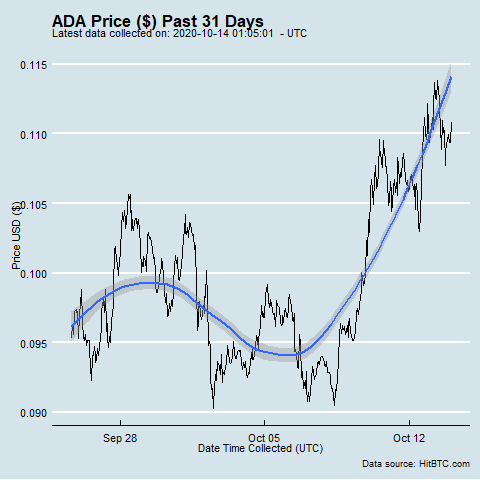 ADA Price ($) Past 31 Days
Latest data collected on: 2020-10-14 01:05:01 - UTC
Price USD ($)
0.115
0.110
0.105
0.100
0.095
0.090
Sep 28
Oct 05
Oct 12
Date Time Collected (UTC)
Data source: HitBTC.com